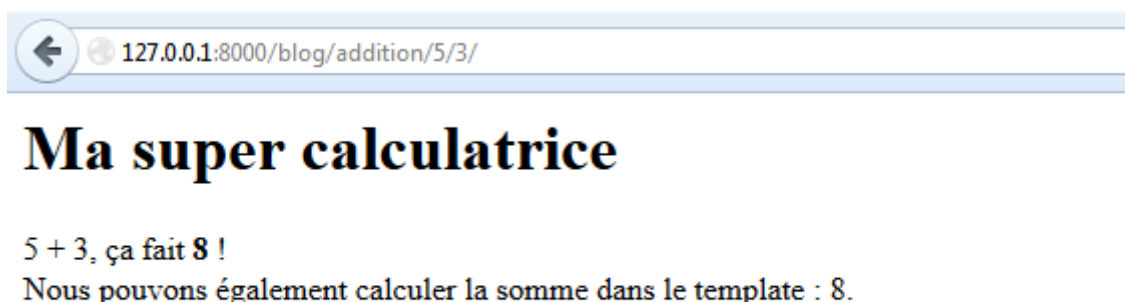 127.0.0.1:8000/blog/addition/5/3/
Ma super calculatrice
5 + 3, ça fait 8 !
Nous pouvons également calculer la somme dans le template : 8.